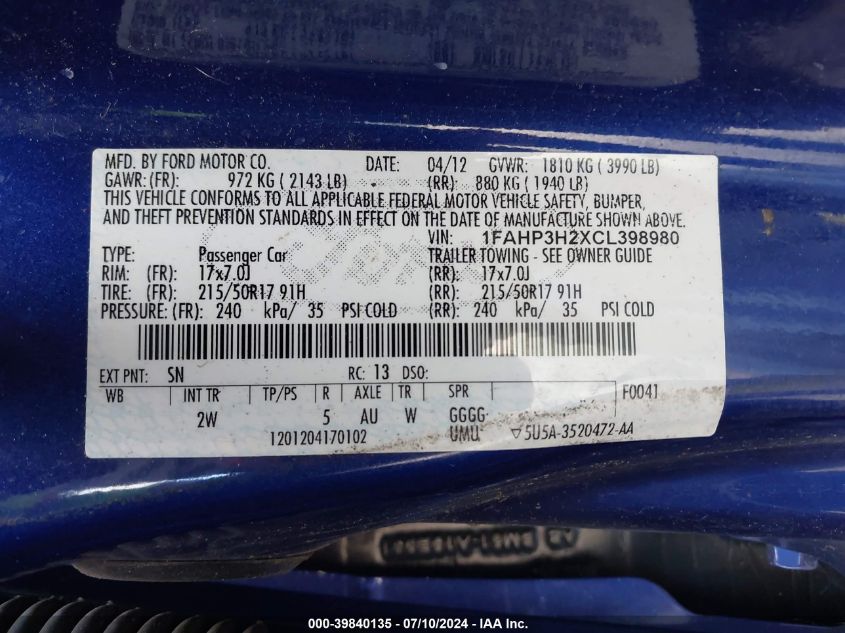 MFD. BY FORD MOTOR CO. DATE: 04/12 GVWR: 1810 KG ( 3990 LB)
GAWR: (FR): 972 KG ( 2143 LB) (RR): 880 KG ( 1940 LB)
THIS VEHICLE CONFORMS TO ALL APPLICABLE FEDERAL MOTOR VEHICLE SAFETY, BUMPER,
AND THEFT PREVENTION STANDARDS IN EFFECT ON THE DATE OF MANUFACTURE SHOWN ABOVE.
VIN: 1FAHP3H2XCL398980
TYPE: Passenger Car TRAILER TOWING - SEE OWNER GUIDE
RIM: (FR): 17x7.0J (RR): 17x7.0J
TIRE: (FR): 215/50R17 91H (RR): 215/50R17 91H
PRESSURE: (FR): 240 kPa/ 35 PSI COLD (RR): 240 kPa/ 35 PSI COLD
EXT PNT: SN RC: 13 DSO:
WB INT TR TP/PS R AXLE TR SPR F0041
2W 5 AU W GGGG
1201204170102 UMU ▽5U5A-3520472-AA
000-39840135 - 07/10/2024 - IAA Inc.